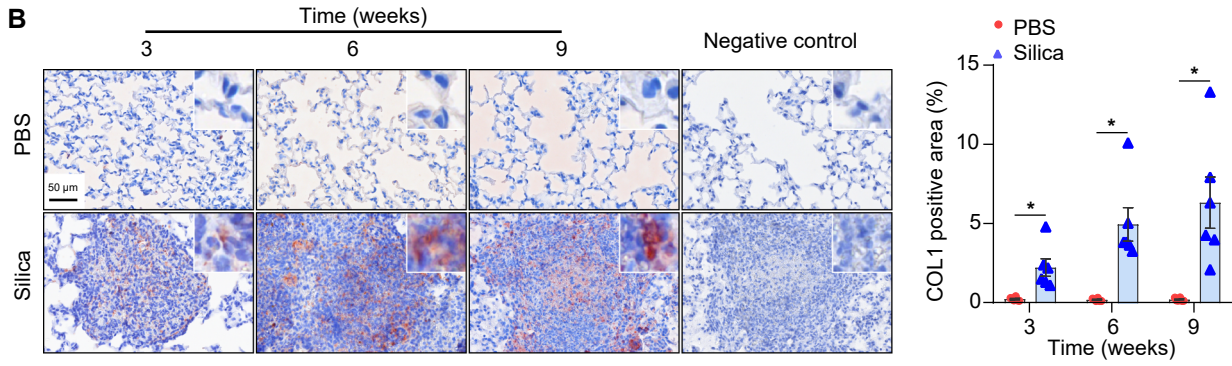 B
Time (weeks)
3 6 9 Negative control
PBS
50 µm
Silica
PBS
Silica
COL1 positive area (%)
15
10
5
0
* * *
3 6 9
Time (weeks)